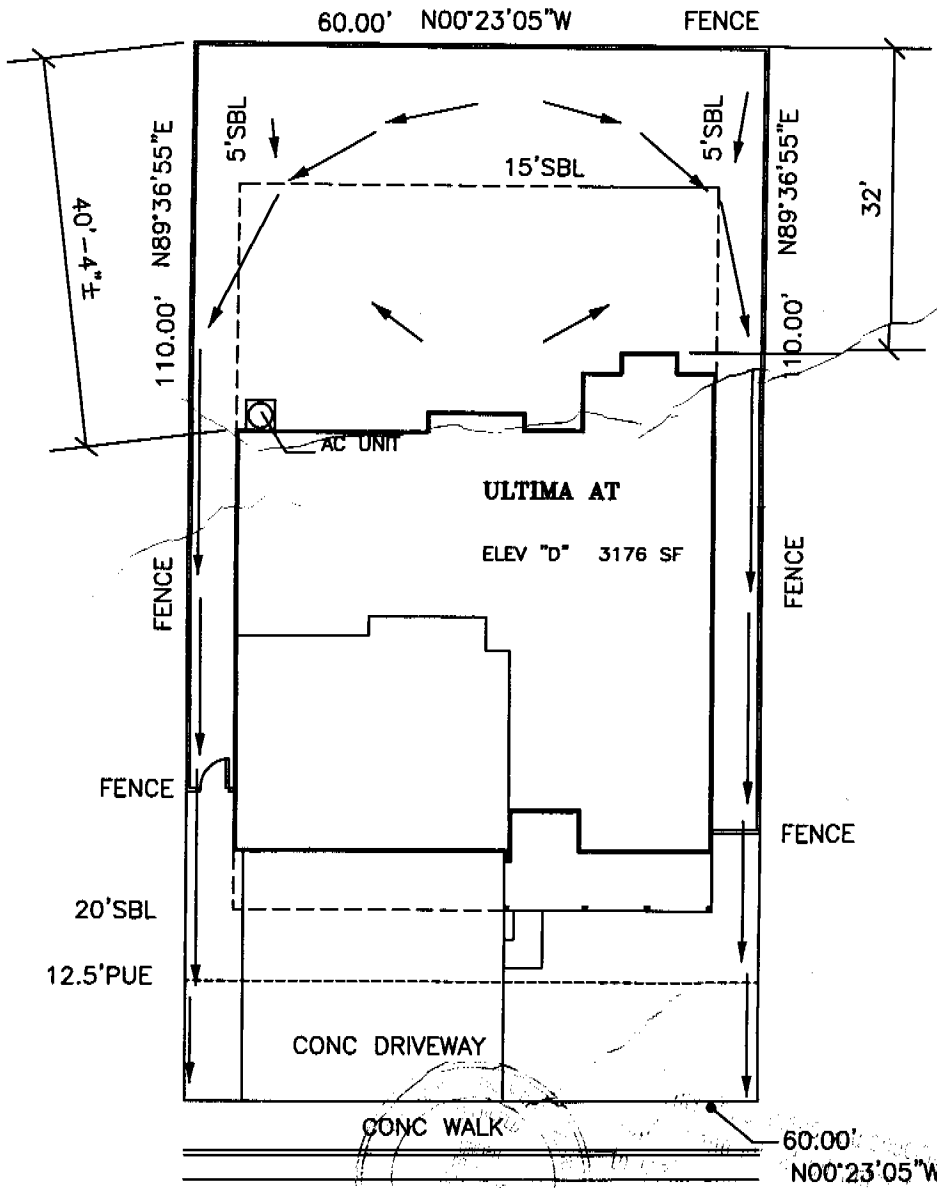 60.00' N00°23'05"W FENCE
5'SBL
5'SBL
N89°36'55"E
N89°36'55"E
15'SBL
32'
40'-4"±
110.00'
110.00'
AC UNIT
ULTIMA AT
ELEV "D" 3176 SF
FENCE
FENCE
FENCE
FENCE
20'SBL
12.5'PUE
CONC DRIVEWAY
CONC WALK
60.00'
N00°23'05"W